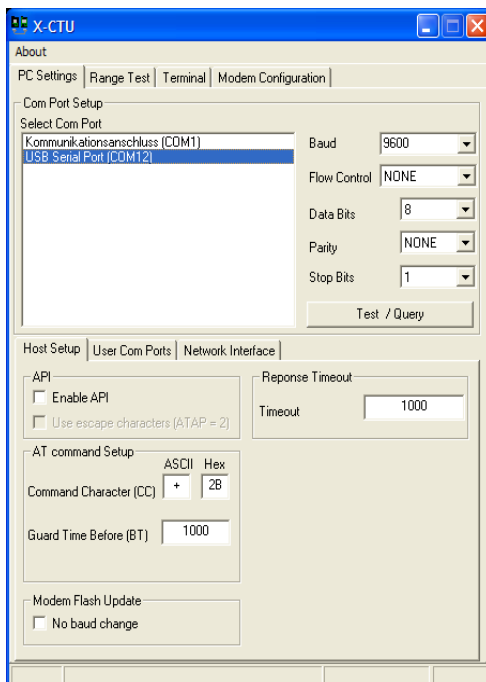 X-CTU
About
PC Settings Range Test Terminal Modem Configuration
Com Port Setup
Select Com Port
Kommunikationsanschluss (COM1)
USB Serial Port (COM12)
Baud 9600
Flow Control NONE
Data Bits 8
Parity NONE
Stop Bits 1
Test / Query
Host Setup User Com Ports Network Interface
API
Enable API
Use escape characters (ATAP = 2)
Reponse Timeout
Timeout 1000
AT command Setup
ASCII Hex
Command Character (CC) + 2B
Guard Time Before (BT) 1000
Modem Flash Update
No baud change